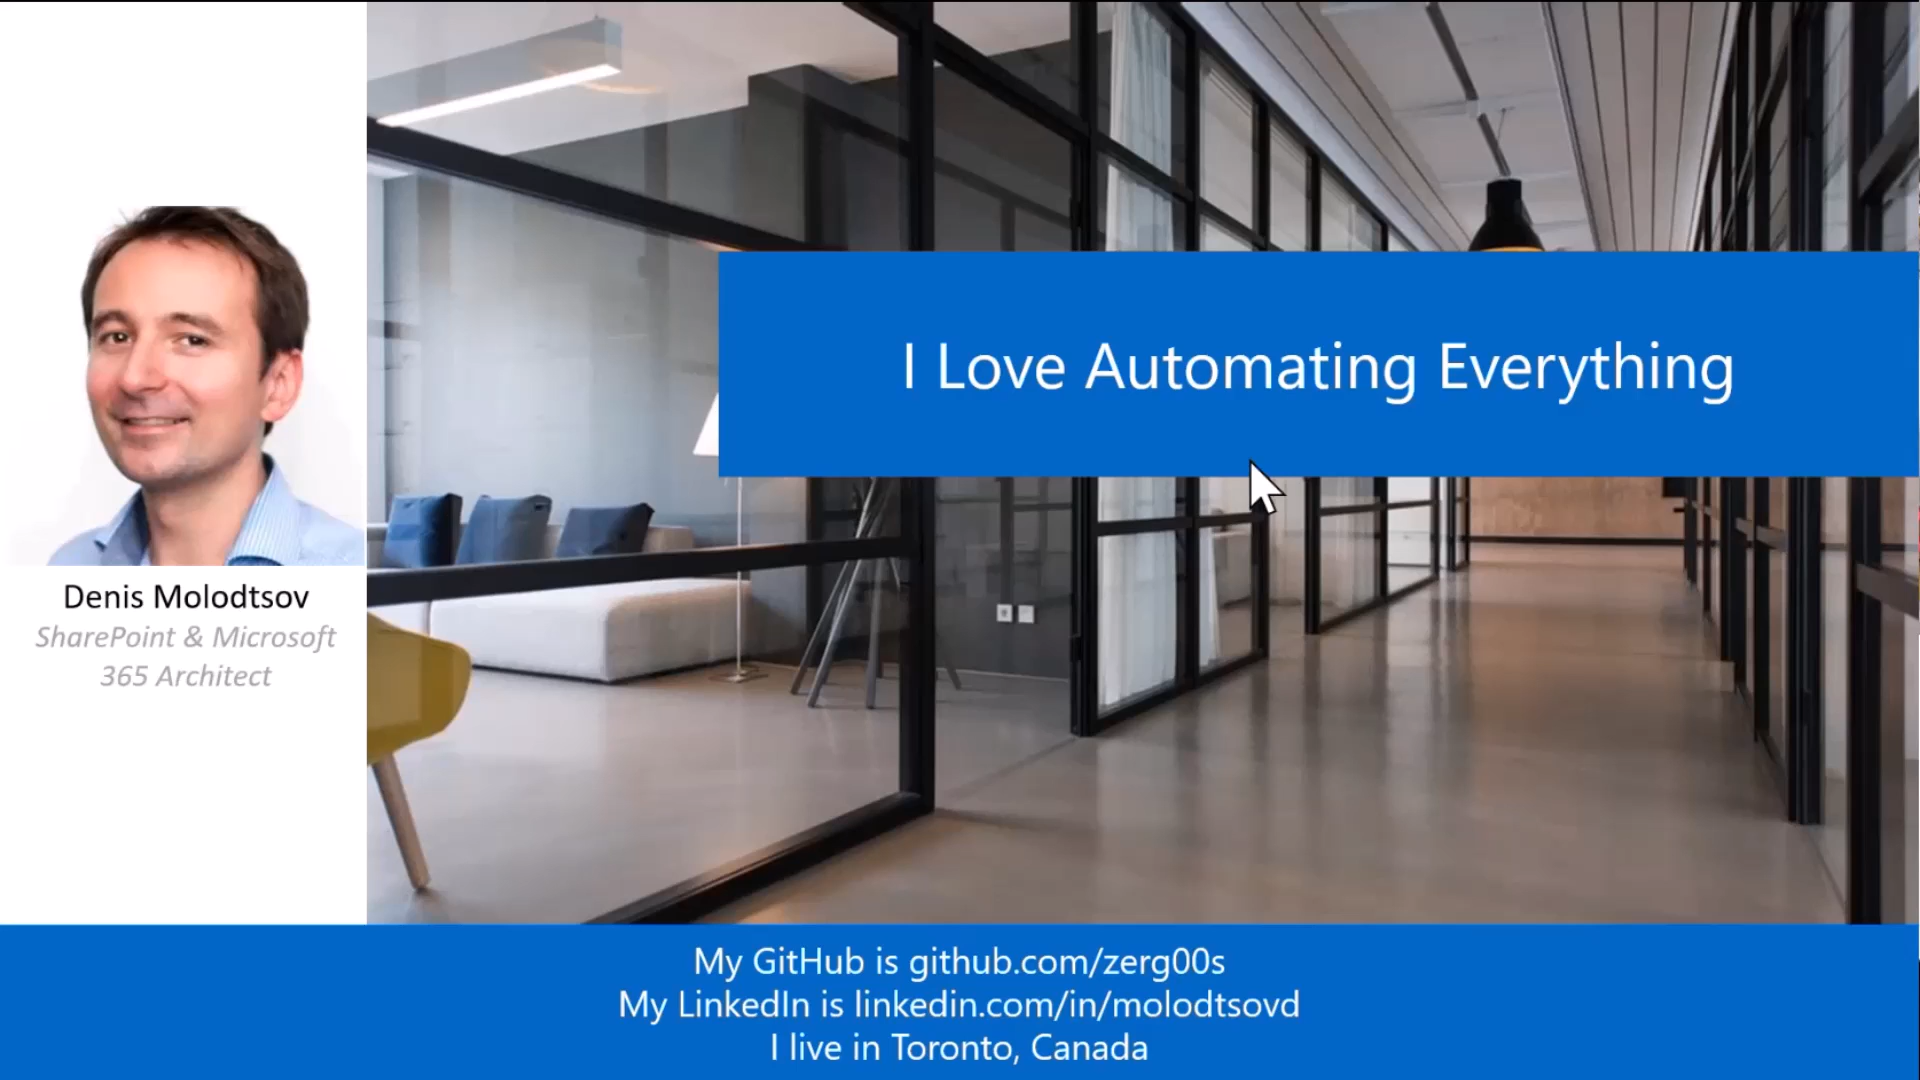 I Love Automating Everything
Denis Molodtsov
SharePoint & Microsoft
365 Architect
My GitHub is github.com/zerg00s
My LinkedIn is linkedin.com/in/molodtsovd
I live in Toronto, Canada